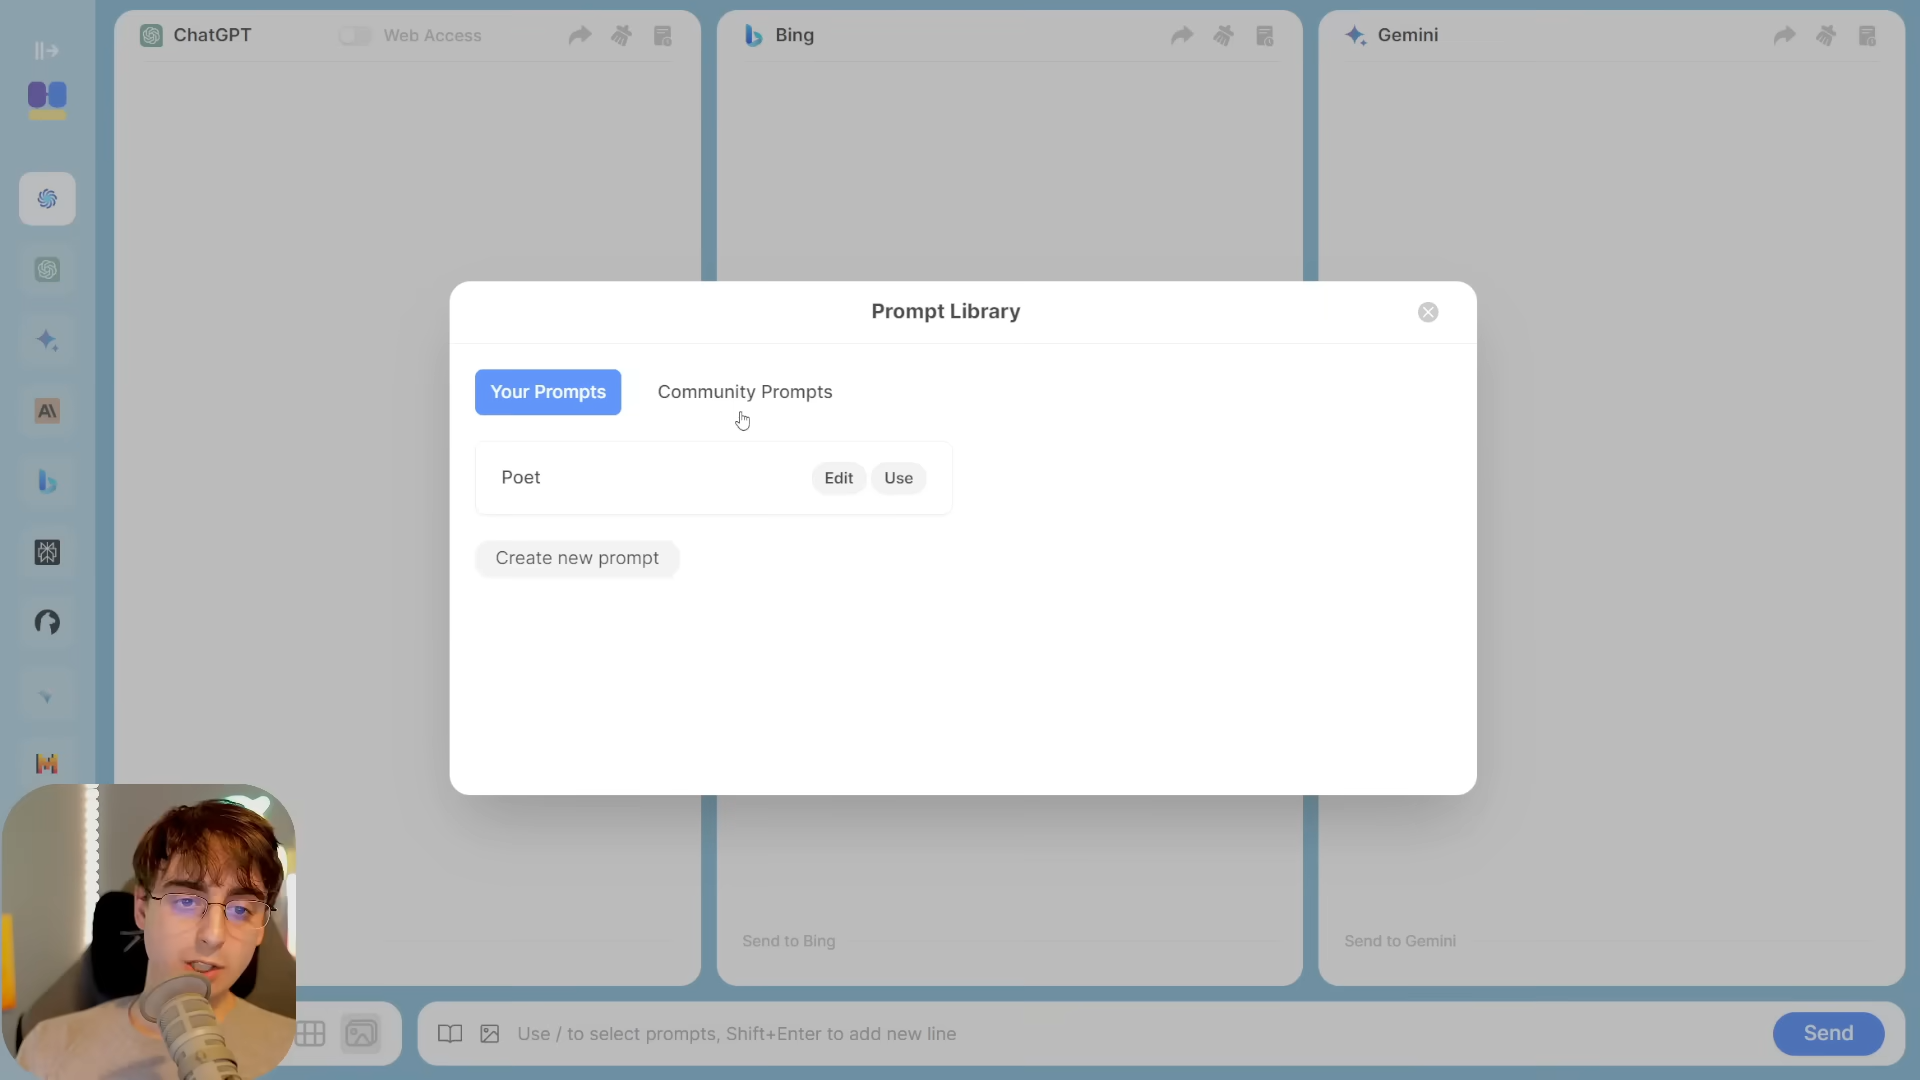 ChatGPT
Web Access
Bing
Gemini
Prompt Library
Your Prompts
Community Prompts
Poet
Edit
Use
Create new prompt
Send to Bing
Send to Gemini
Use / to select prompts, Shift+Enter to add new line
Send